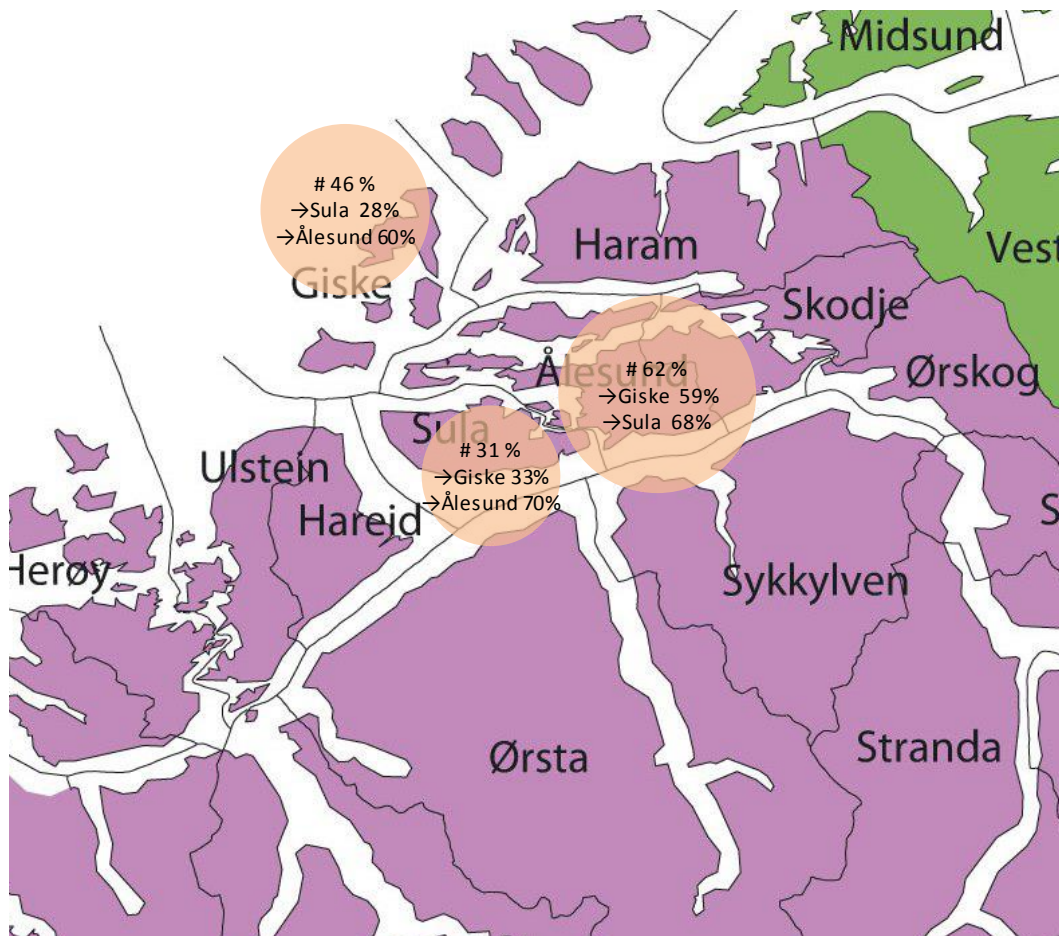 Midsund
# 46 %
→Sula 28%
→Ålesund 60%
Giske
Haram
Vest
Skodje
Ålesund
# 62 %
→Giske 59%
→Sula 68%
Ørskog
Sula
# 31 %
→Giske 33%
→Ålesund 70%
Ulstein
Hareid
S
Herøy
Sykkylven
Ørsta
Stranda